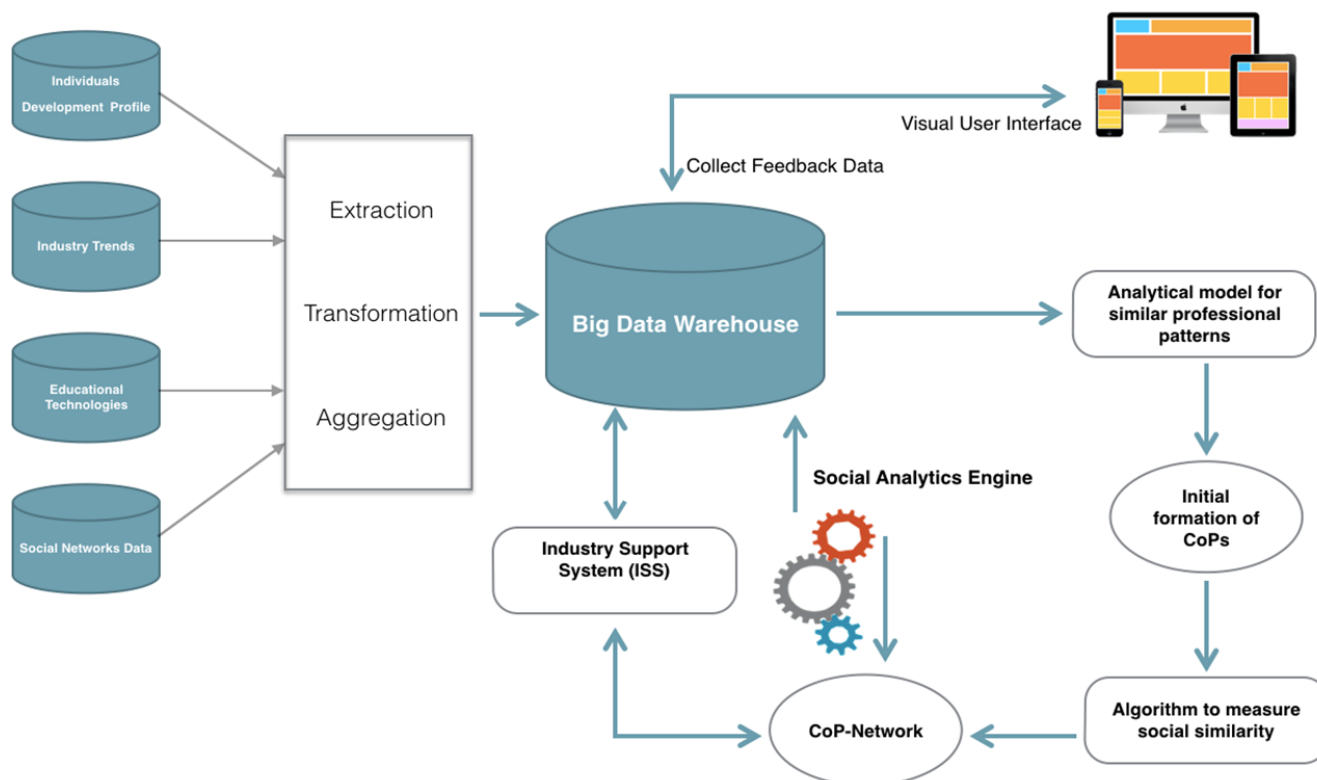 Individuals
Development Profile
Industry Trends
Educational
Technologies
Social Networks Data
Extraction
Transformation
Aggregation
Big Data Warehouse
Collect Feedback Data
Visual User Interface
Analytical model for
similar professional
patterns
Initial
formation of
CoPs
Algorithm to measure
social similarity
CoP-Network
Social Analytics Engine
Industry Support
System (ISS)